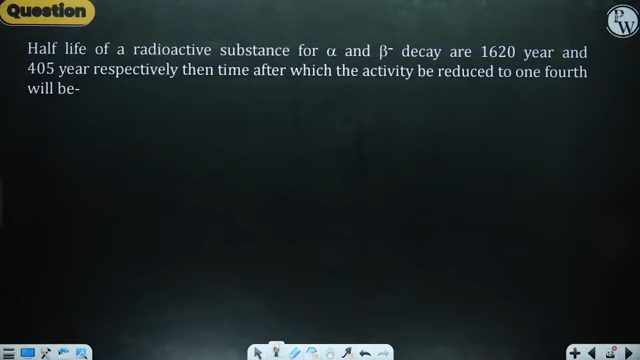 Question
PW
Half life of a radioactive substance for α and β⁻ decay are 1620 year and
405 year respectively then time after which the activity be reduced to one fourth
will be-